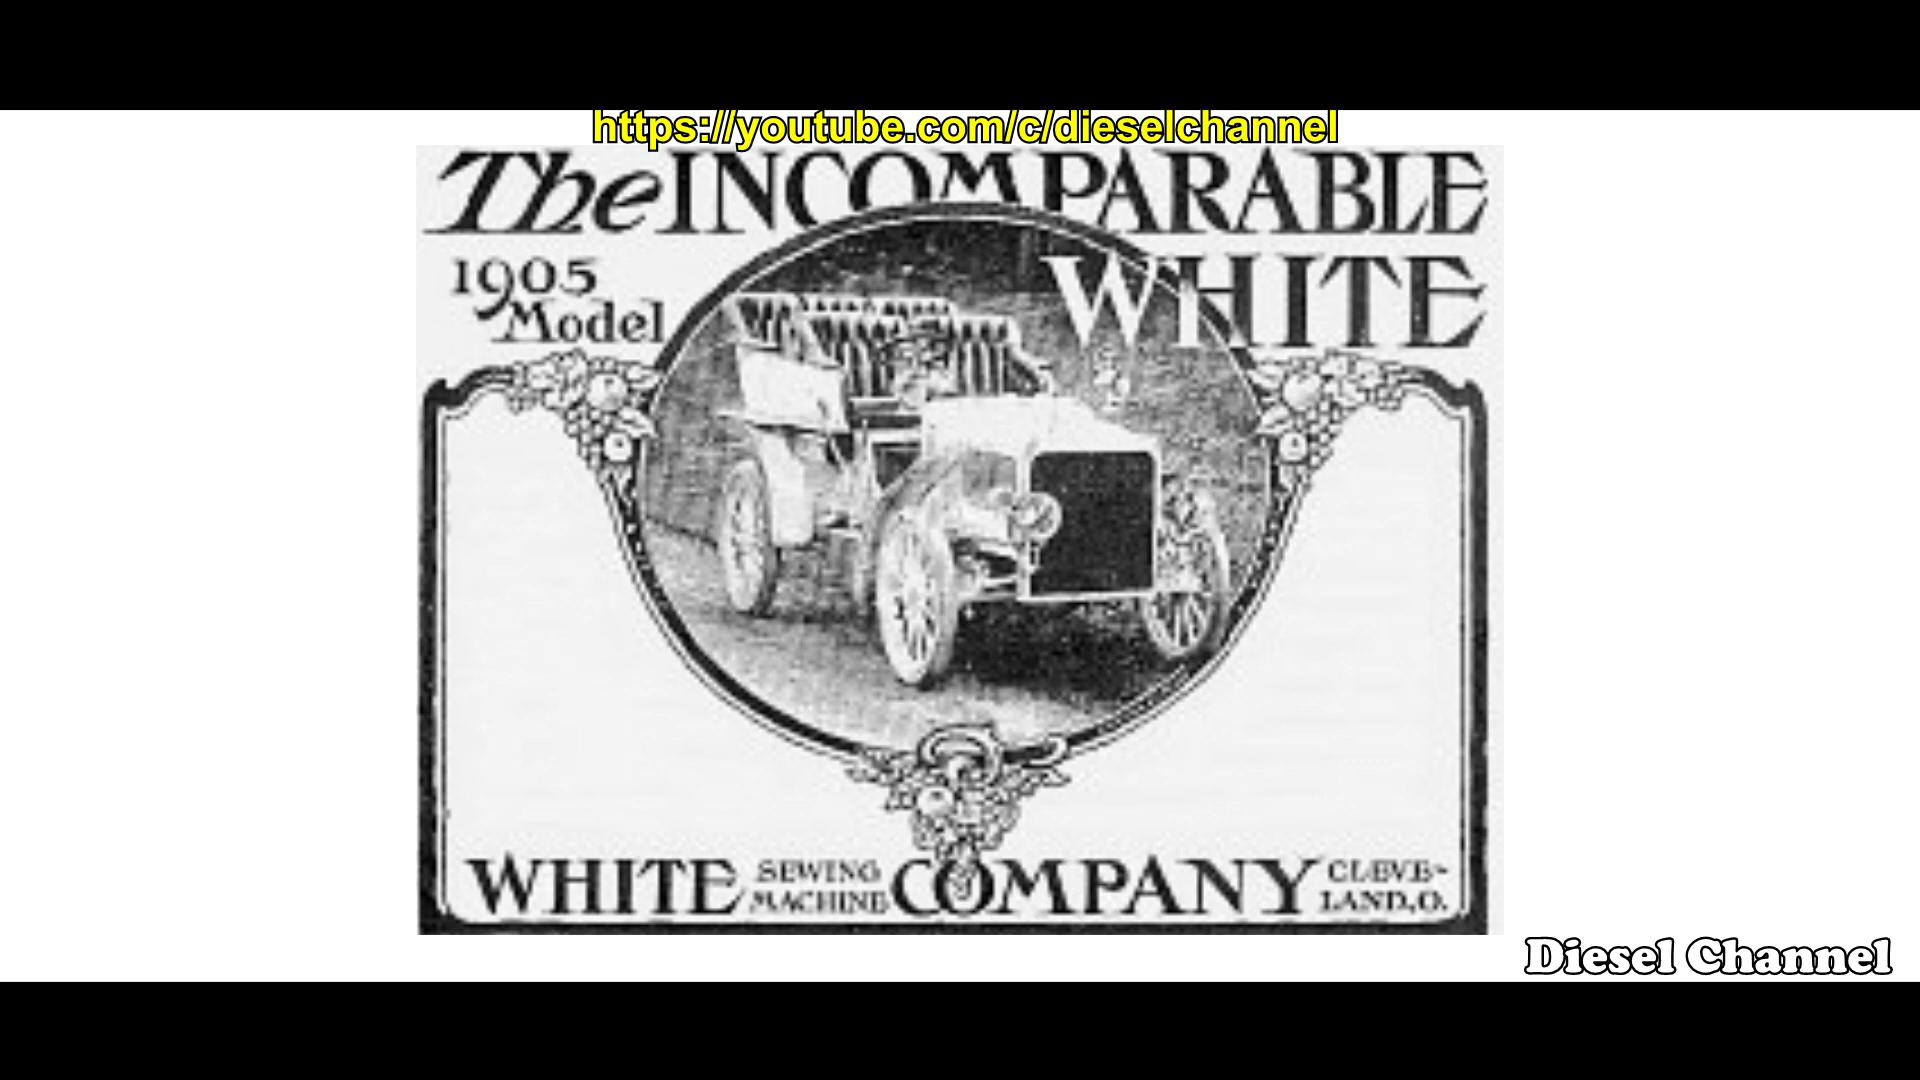 https://youtube.com/c/dieselchannel
The INCOMPARABLE
WHITE
1905
Model
WHITE SEWING MACHINE COMPANY CLEVE-
LAND, O.
Diesel Channel